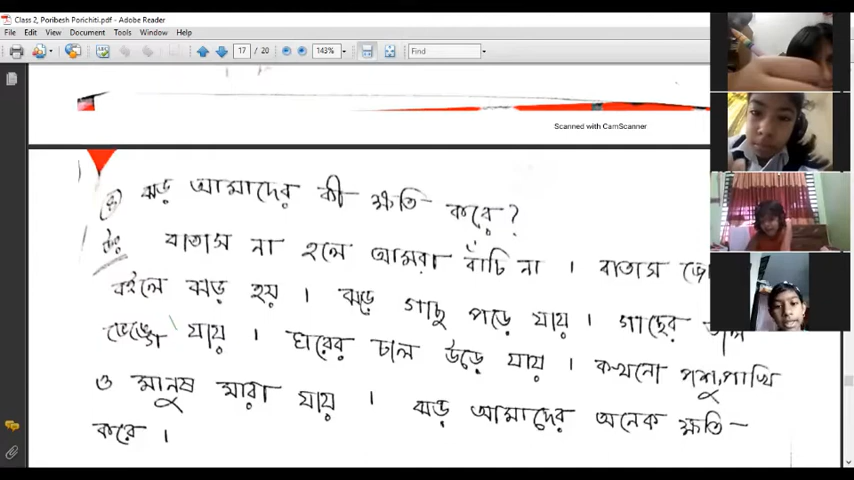 Class 2, Poribesh Porichiti.pdf - Adobe Reader
File Edit View Document Tools Window Help
17 / 20 143% Find
Scanned with CamScanner
ঝড় আমাদের কী ক্ষতি করে?
বাতাস না হলে আমরা বাঁচি না । বাতাস
বইলে ঝড় হয় । ঝড়ে গাছ পড়ে যায় । গাছের ডাল
ভেঙ্গে যায় । ঘরের চাল উড়ে যায় । কখনো পশু,পাখি
ও মানুষ মারা যায় । ঝড় আমাদের অনেক ক্ষতি
করে ।